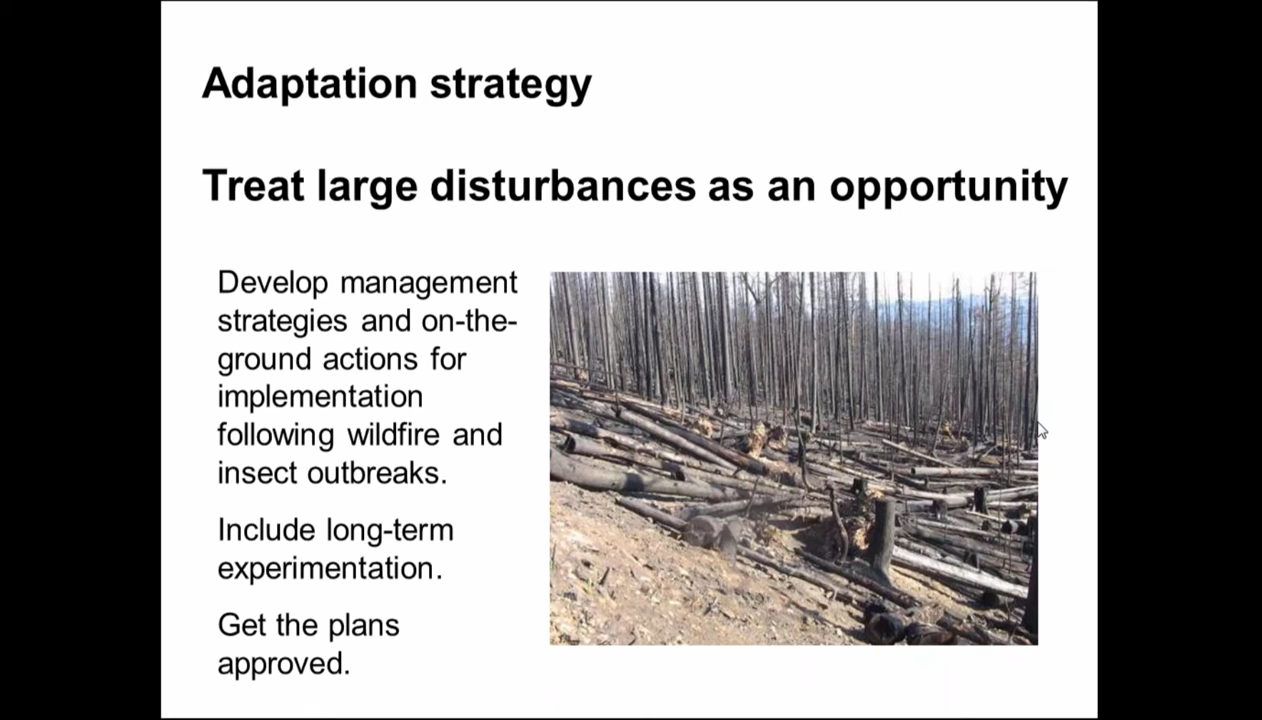 Adaptation strategy
Treat large disturbances as an opportunity
Develop management
strategies and on-the-
ground actions for
implementation
following wildfire and
insect outbreaks.
Include long-term
experimentation.
Get the plans
approved.